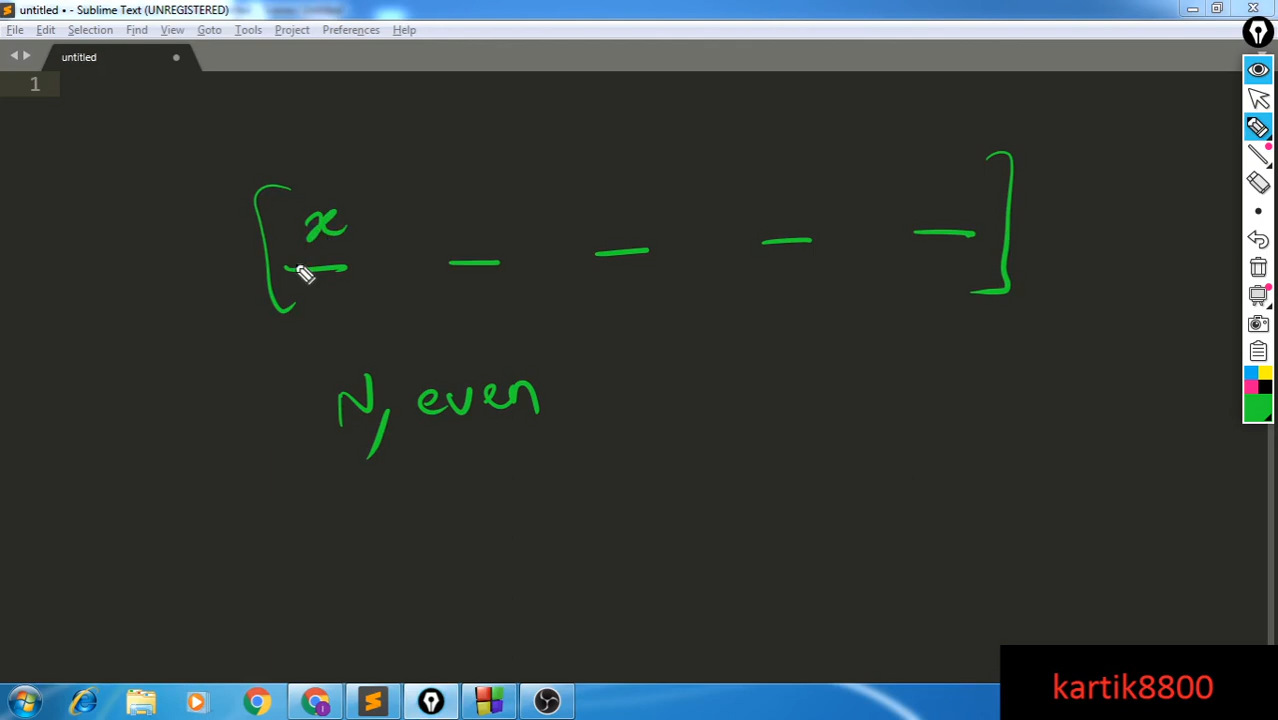 untitled • - Sublime Text (UNREGISTERED)
File Edit Selection Find View Goto Tools Project Preferences Help
untitled
1
[ x — — — — ]
N, even
kartik8800